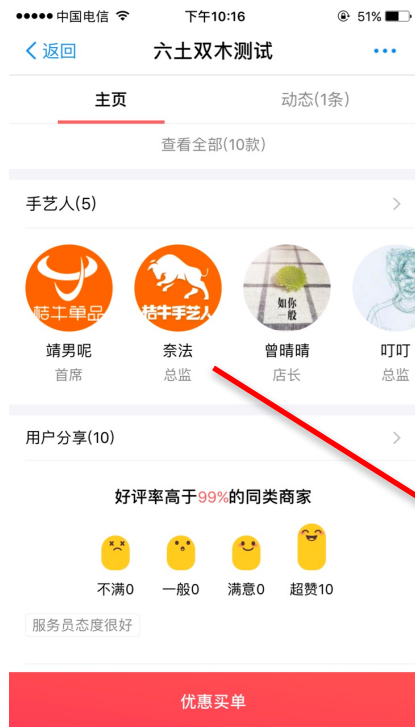 中国电信 下午10:16 51%
返回 六土双木测试
主页 动态(1条)
查看全部(10款)
手艺人(5)
桔牛单品 桔牛手艺人 如你
一般
靖男呢 奈法 曾晴晴 叮叮
首席 总监 店长 总监
用户分享(10)
好评率高于99%的同类商家
不满0 一般0 满意0 超赞10
服务员态度很好
优惠买单